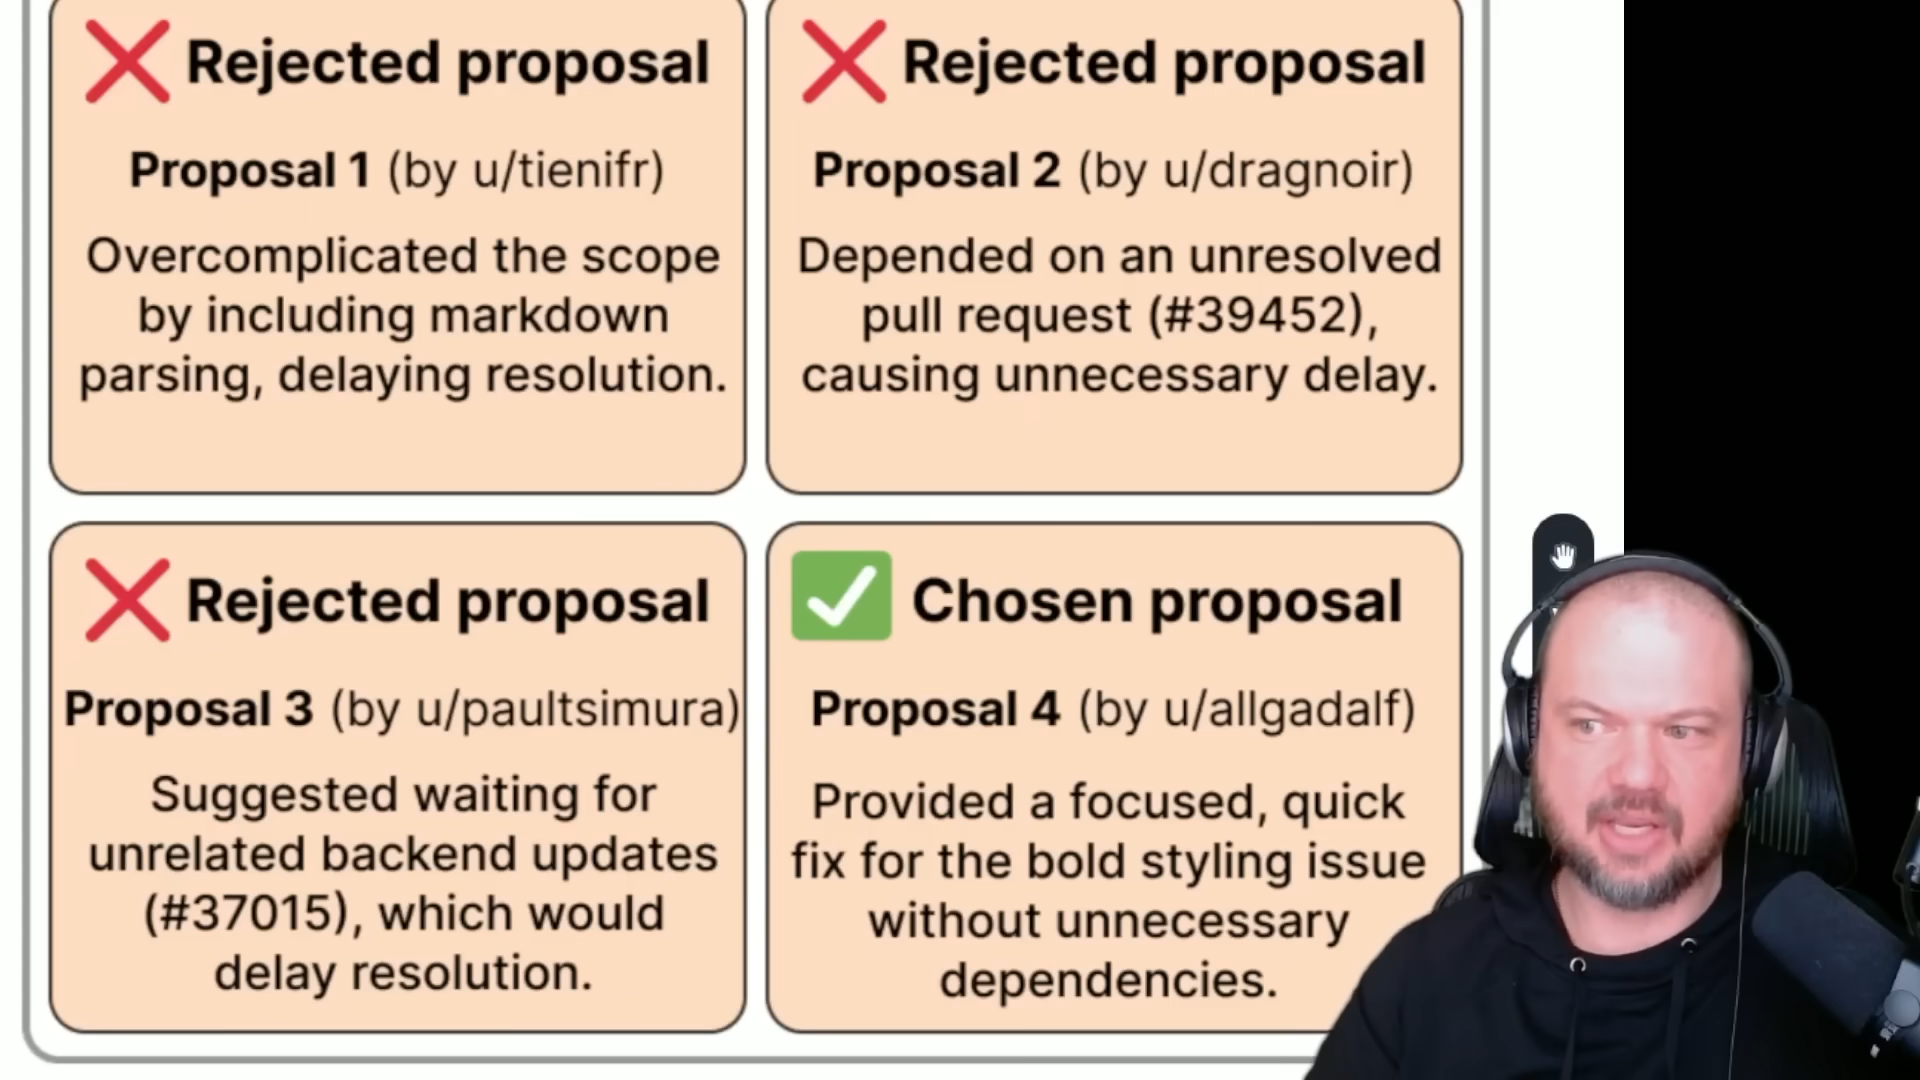 Rejected proposal
Proposal 1 (by u/tienifr)
Overcomplicated the scope
by including markdown
parsing, delaying resolution.
Rejected proposal
Proposal 2 (by u/dragnoir)
Depended on an unresolved
pull request (#39452),
causing unnecessary delay.
Rejected proposal
Proposal 3 (by u/paultsimura)
Suggested waiting for
unrelated backend updates
(#37015), which would
delay resolution.
Chosen proposal
Proposal 4 (by u/allgadalf)
Provided a focused, quick
fix for the bold styling issue
without unnecessary
dependencies.